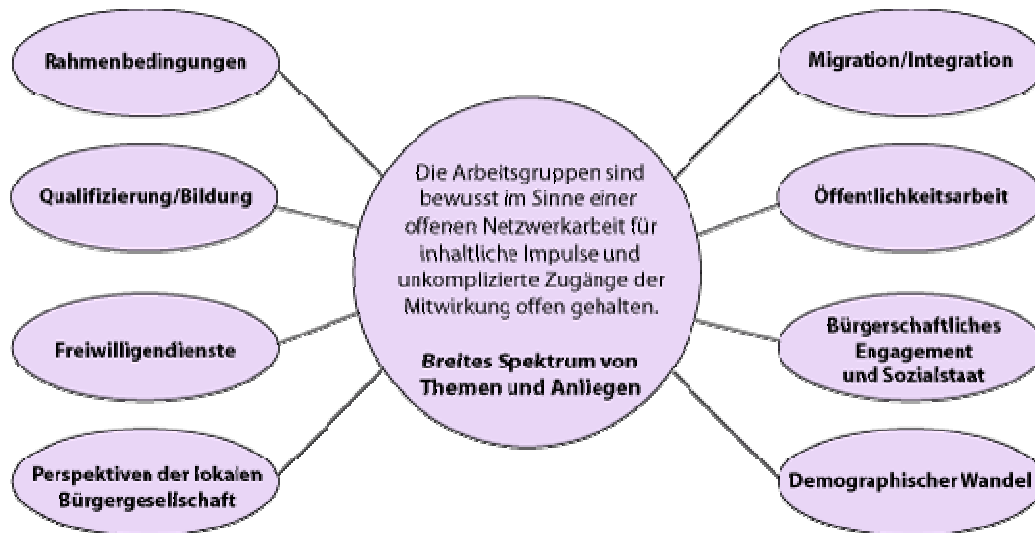 Rahmenbedingungen
Qualifizierung/Bildung
Freiwilligendienste
Perspektiven der lokalen
Bürgergesellschaft
Die Arbeitsgruppen sind
bewusst im Sinne einer
offenen Netzwerkarbeit für
inhaltliche Impulse und
unkomplizierte Zugänge der
Mitwirkung offen gehalten.
Breites Spektrum von
Themen und Anliegen
Migration/Integration
Öffentlichkeitsarbeit
Bürgerschaftliches
Engagement
und Sozialstaat
Demographischer Wandel